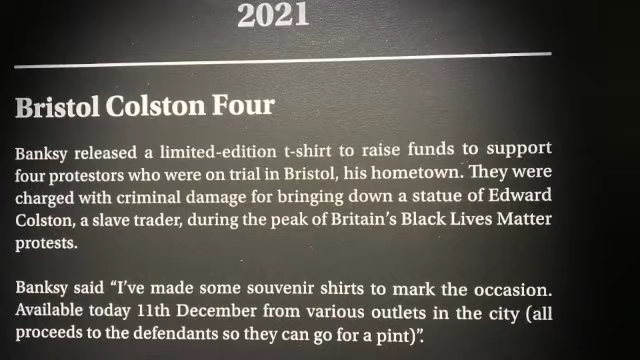 2021
Bristol Colston Four
Banksy released a limited-edition t-shirt to raise funds to support
four protestors who were on trial in Bristol, his hometown. They were
charged with criminal damage for bringing down a statue of Edward
Colston, a slave trader, during the peak of Britain’s Black Lives Matter
protests.
Banksy said “I’ve made some souvenir shirts to mark the occasion.
Available today 11th December from various outlets in the city (all
proceeds to the defendants so they can go for a pint)”.